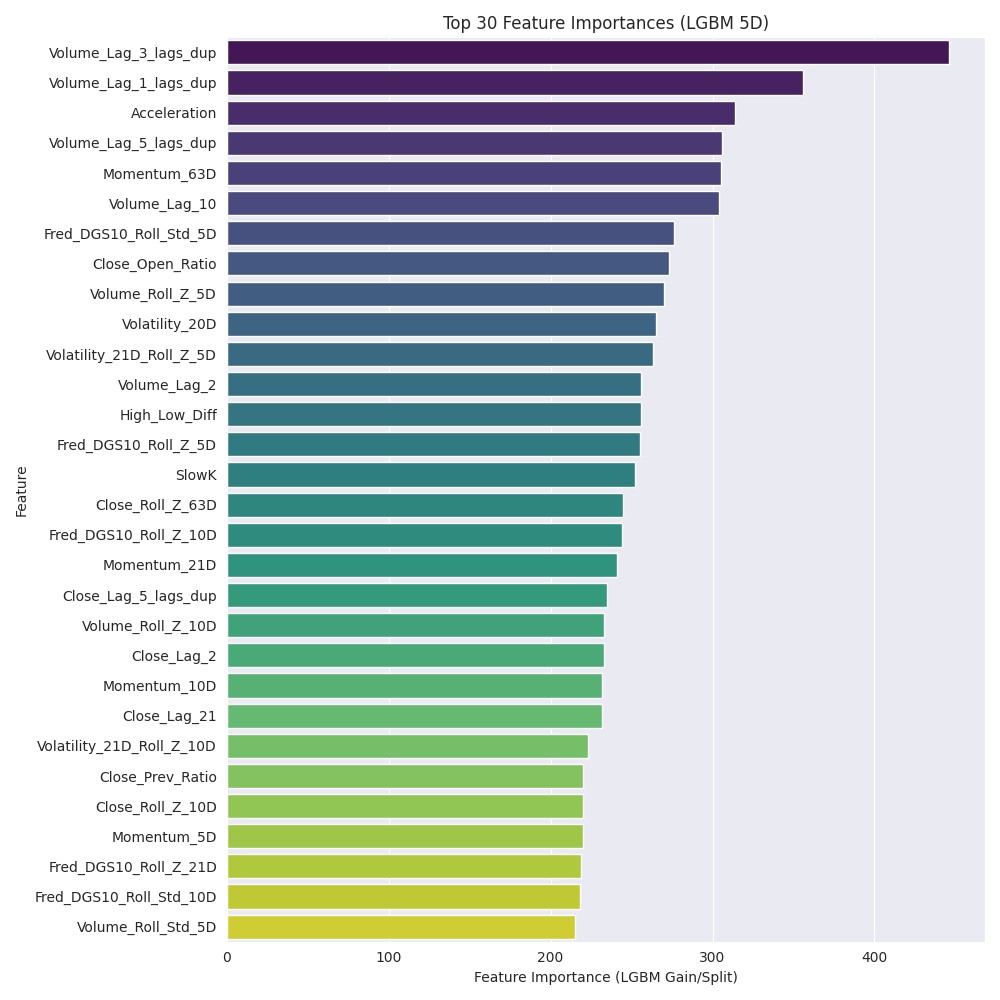 Top 30 Feature Importances (LGBM 5D)
Volume_Lag_3_lags_dup
Volume_Lag_1_lags_dup
Acceleration
Volume_Lag_5_lags_dup
Momentum_63D
Volume_Lag_10
Fred_DGS10_Roll_Std_5D
Close_Open_Ratio
Volume_Roll_Z_5D
Volatility_20D
Volatility_21D_Roll_Z_5D
Volume_Lag_2
High_Low_Diff
Fred_DGS10_Roll_Z_5D
SlowK
Close_Roll_Z_63D
Fred_DGS10_Roll_Z_10D
Momentum_21D
Close_Lag_5_lags_dup
Volume_Roll_Z_10D
Close_Lag_2
Momentum_10D
Close_Lag_21
Volatility_21D_Roll_Z_10D
Close_Prev_Ratio
Close_Roll_Z_10D
Momentum_5D
Fred_DGS10_Roll_Z_21D
Fred_DGS10_Roll_Std_10D
Volume_Roll_Std_5D
Feature
0 100 200 300 400
Feature Importance (LGBM Gain/Split)